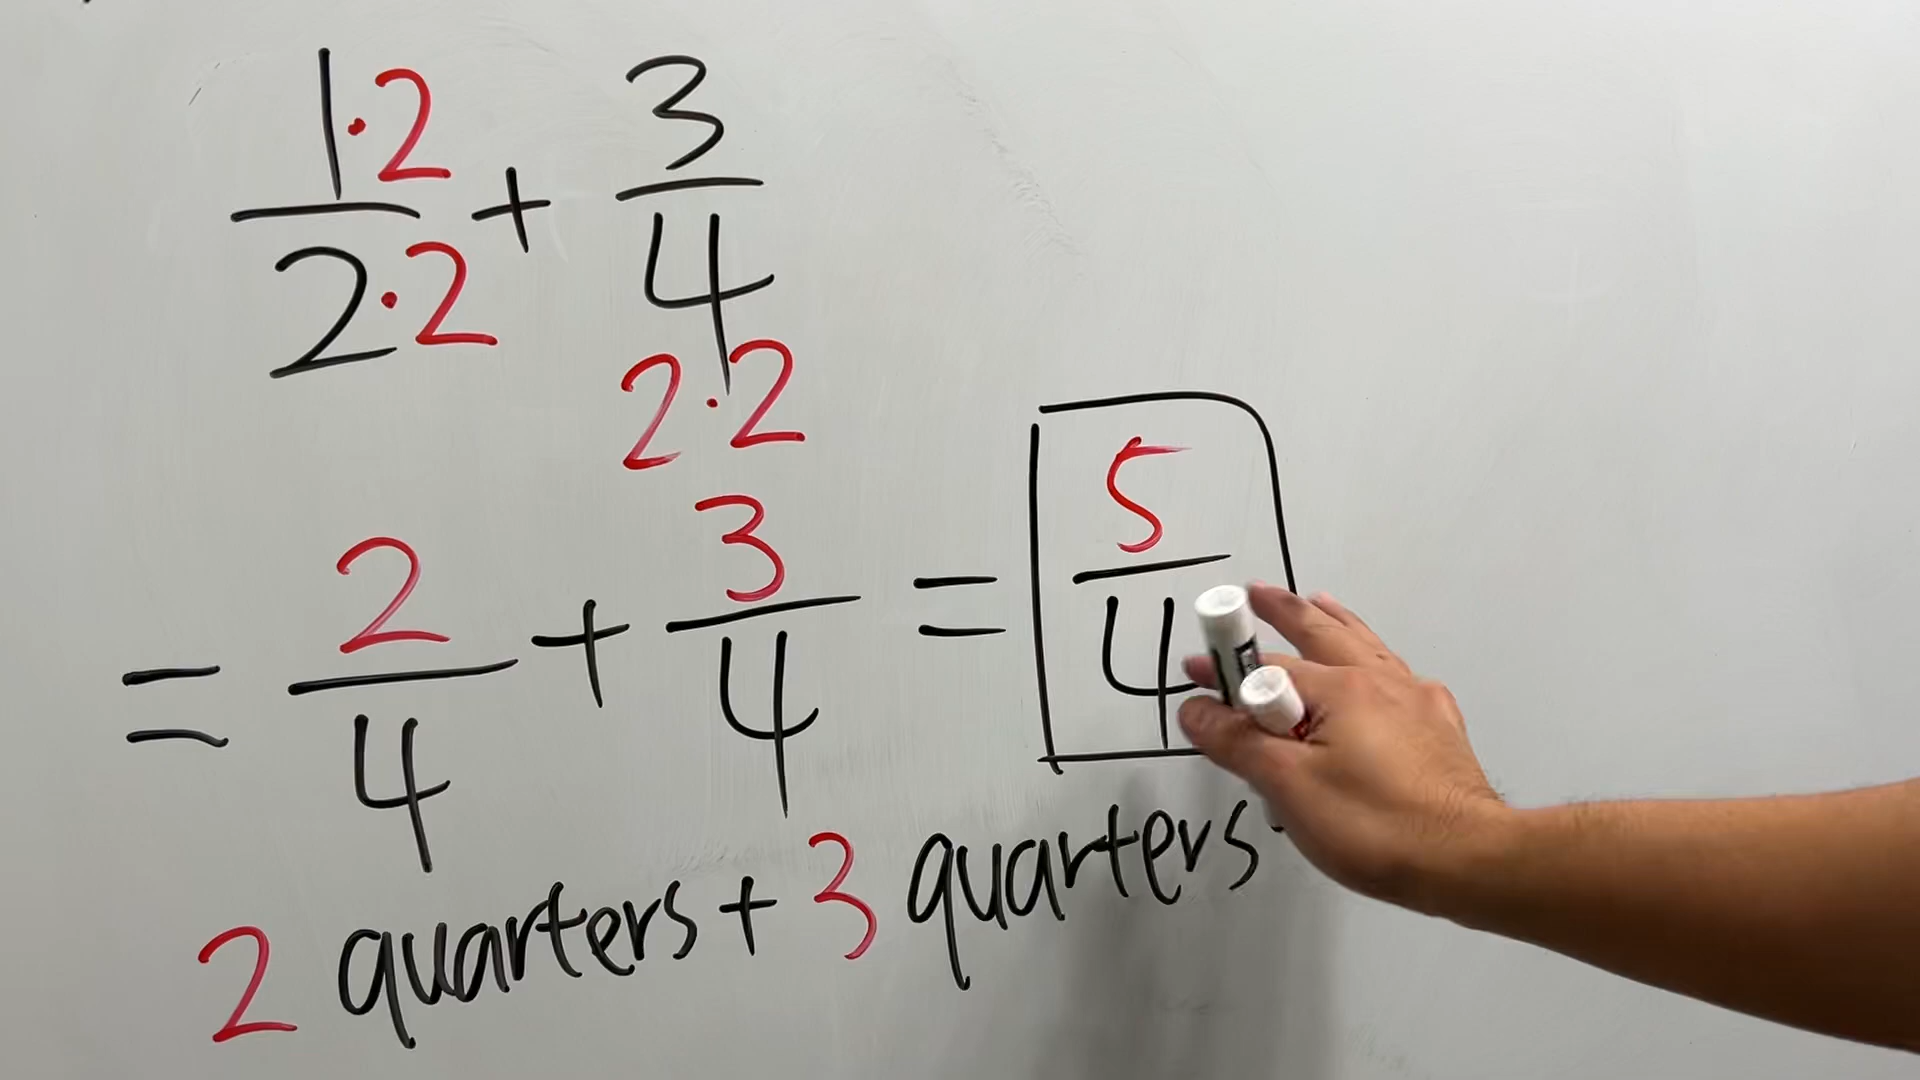 1·2/2·2 + 3/4
2·2
= 2/4 + 3/4 = 5/4
2 quarters + 3 quarters